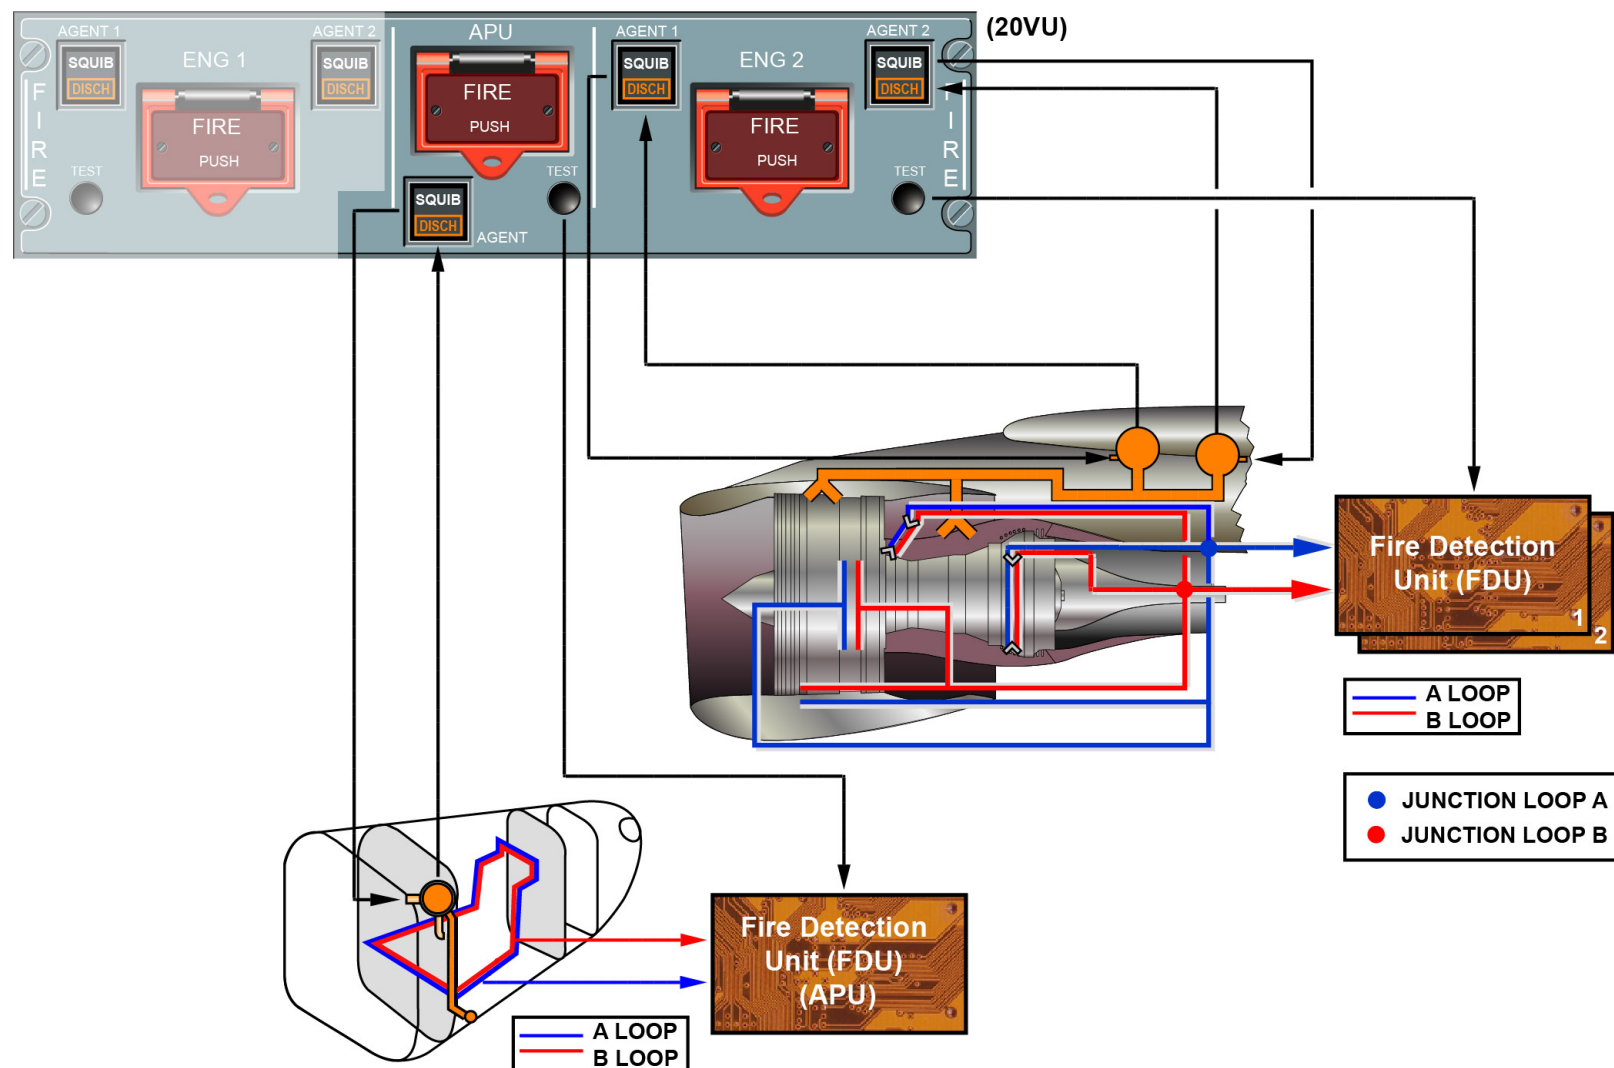 (20VU)
AGENT 1
AGENT 2
SQUIB
DISCH
ENG 1
SQUIB
DISCH
FIRE
PUSH
TEST
FIRE
APU
FIRE
PUSH
SQUIB
DISCH
AGENT
TEST
AGENT 1
AGENT 2
SQUIB
DISCH
ENG 2
SQUIB
DISCH
FIRE
PUSH
TEST
FIRE
Fire Detection
Unit (FDU)
1
2
A LOOP
B LOOP
JUNCTION LOOP A
JUNCTION LOOP B
Fire Detection
Unit (FDU)
(APU)
A LOOP
B LOOP